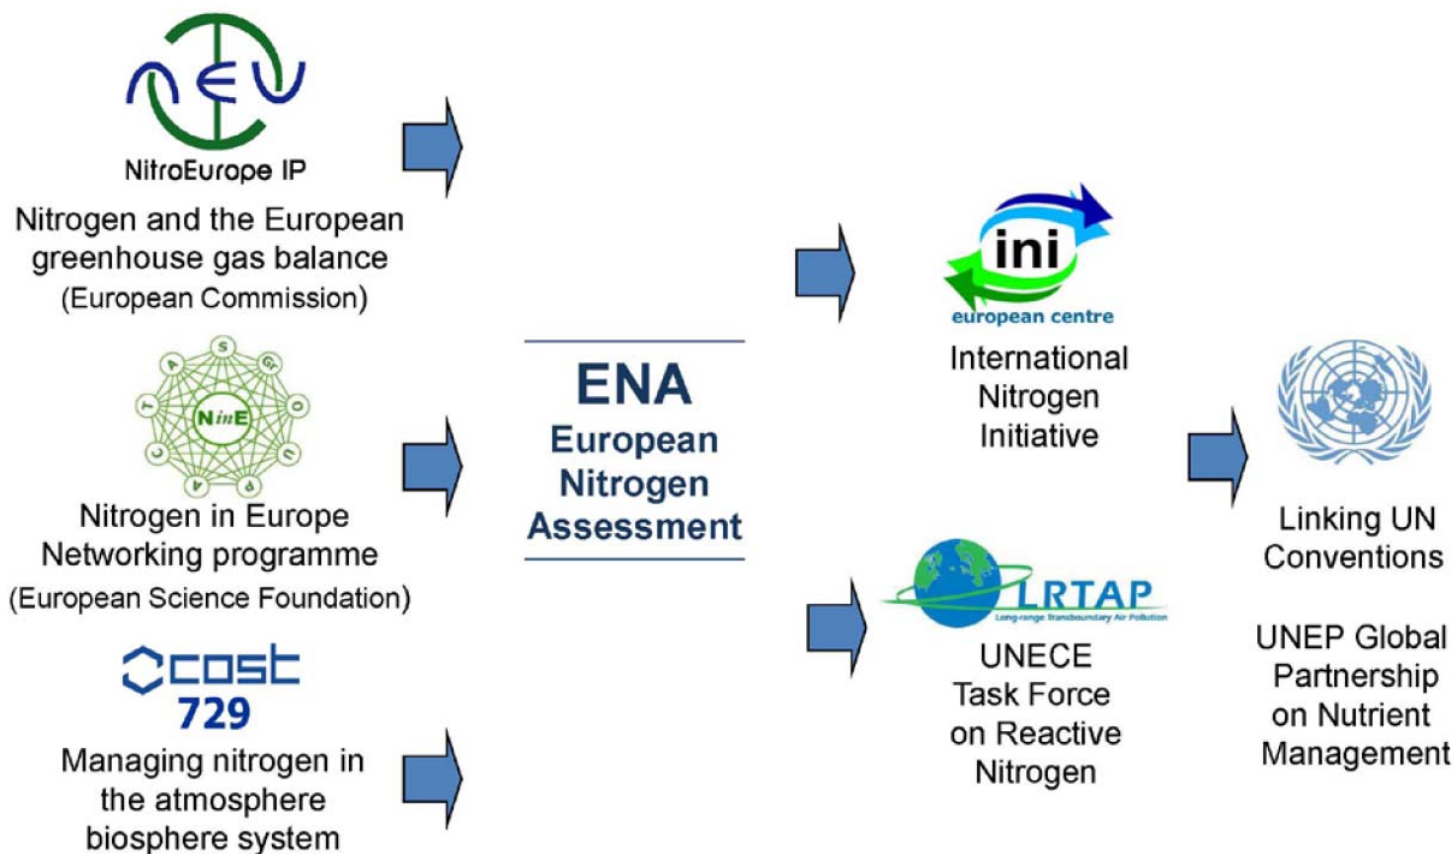 NEU
NitroEurope IP
Nitrogen and the European
greenhouse gas balance
(European Commission)
S
Gr
O
U
P
A
C
T
A
NinE
Nitrogen in Europe
Networking programme
(European Science Foundation)
cost
729
Managing nitrogen in
the atmosphere
biosphere system
ENA
European
Nitrogen
Assessment
ini
european centre
International
Nitrogen
Initiative
LRTAP
Long-range Transboundary Air Pollution
UNECE
Task Force
on Reactive
Nitrogen
Linking UN
Conventions
UNEP Global
Partnership
on Nutrient
Management